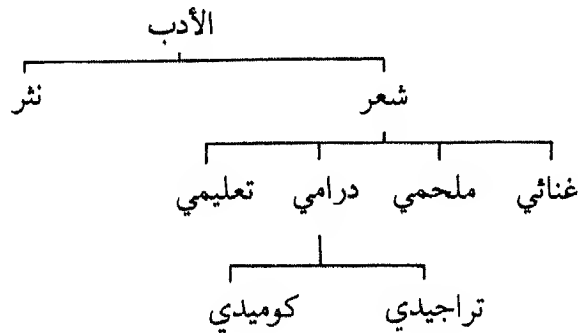 الأدب
شعر نثر
غنائي ملحمي درامي تعليمي
تراجيدي كوميدي